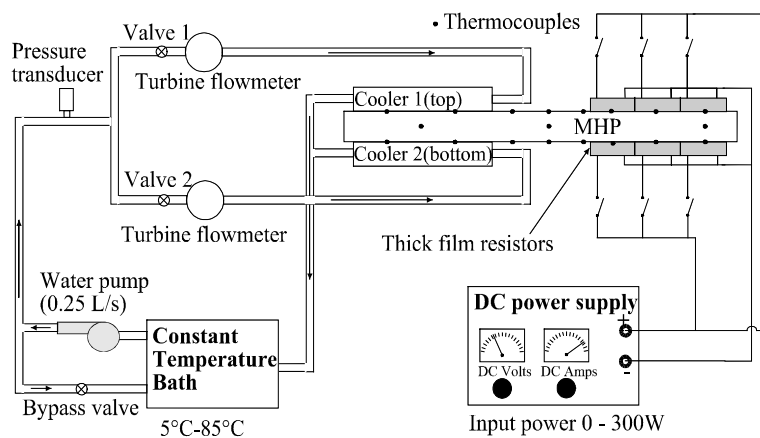 Valve 1
• Thermocouples
Pressure
transducer
Turbine flowmeter
Cooler 1(top)
MHP
Cooler 2(bottom)
Valve 2
Turbine flowmeter
Thick film resistors
Water pump
(0.25 L/s)
DC power supply
+
Constant
Temperature
Bath
DC Volts
DC Amps
-
Bypass valve
5°C-85°C
Input power 0 - 300W